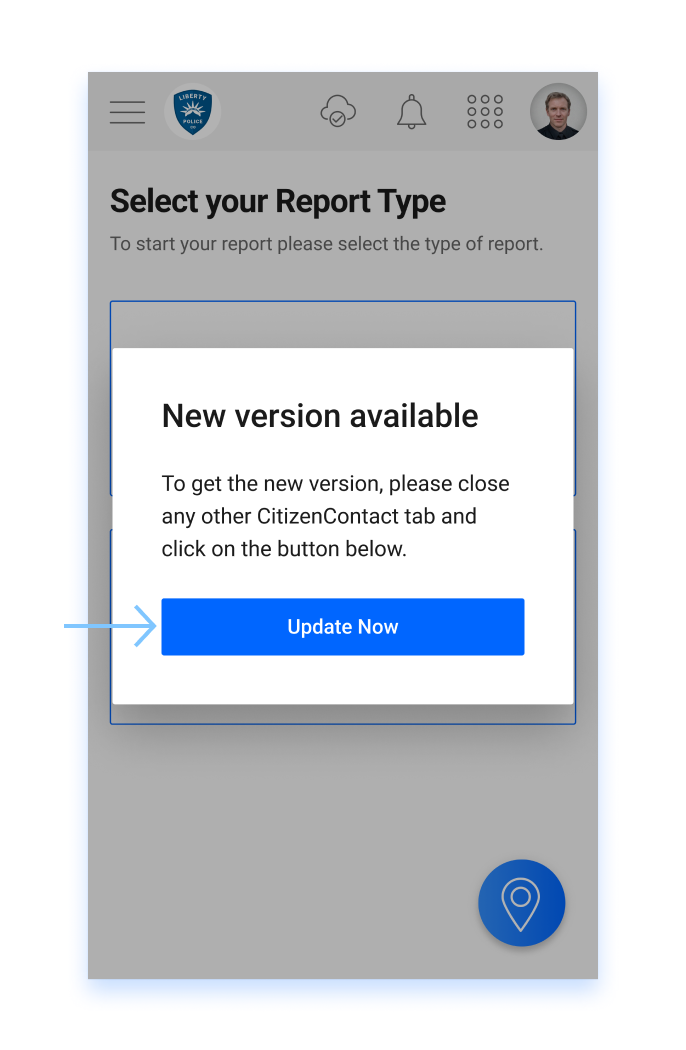 LIBERTY
POLICE
CO
Select your Report Type
To start your report please select the type of report.
New version available
To get the new version, please close
any other CitizenContact tab and
click on the button below.
Update Now